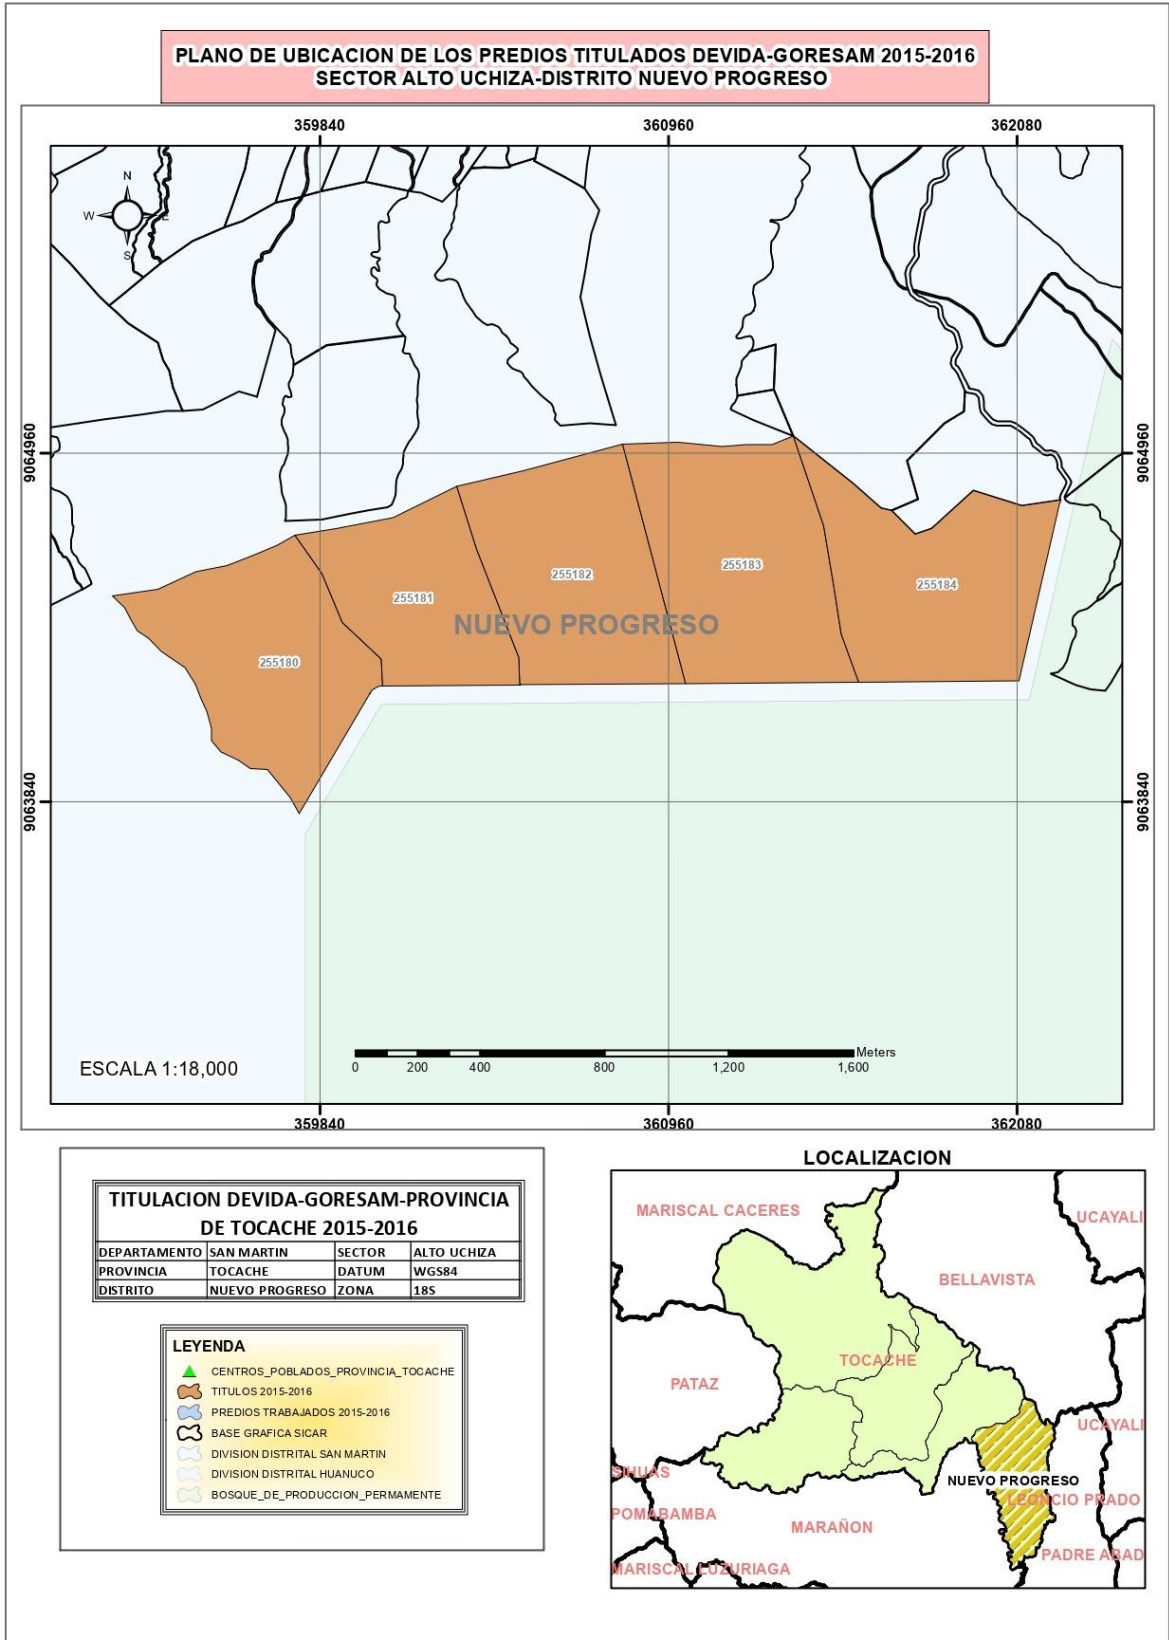 PLANO DE UBICACION DE LOS PREDIOS TITULADOS DEVIDA-GORESAM 2015-2016
SECTOR ALTO UCHIZA-DISTRITO NUEVO PROGRESO
359840 360960 362080
N
W E
S
9064960 9064960
255183
255182
255184
255181
NUEVO PROGRESO
255180
9063840 9063840
ESCALA 1:18,000
Meters
0 200 400 800 1,200 1,600
359840 360960 362080
TITULACION DEVIDA-GORESAM-PROVINCIA
DE TOCACHE 2015-2016
DEPARTAMENTO SAN MARTIN SECTOR ALTO UCHIZA
PROVINCIA TOCACHE DATUM WGS84
DISTRITO NUEVO PROGRESO ZONA 18S
LEYENDA
CENTROS_POBLADOS_PROVINCIA_TOCACHE
TITULOS 2015-2016
PREDIOS TRABAJADOS 2015-2016
BASE GRAFICA SICAR
DIVISION DISTRITAL SAN MARTIN
DIVISION DISTRITAL HUANUCO
BOSQUE_DE_PRODUCCION_PERMAMENTE
LOCALIZACION
MARISCAL CACERES
UCAYALI
BELLAVISTA
TOCACHE
PATAZ
UCAYALI
SIHUAS
NUEVO PROGRESO
LEONCIO PRADO
POMABAMBA
MARAÑON
PADRE ABAD
MARISCAL LUZURIAGA